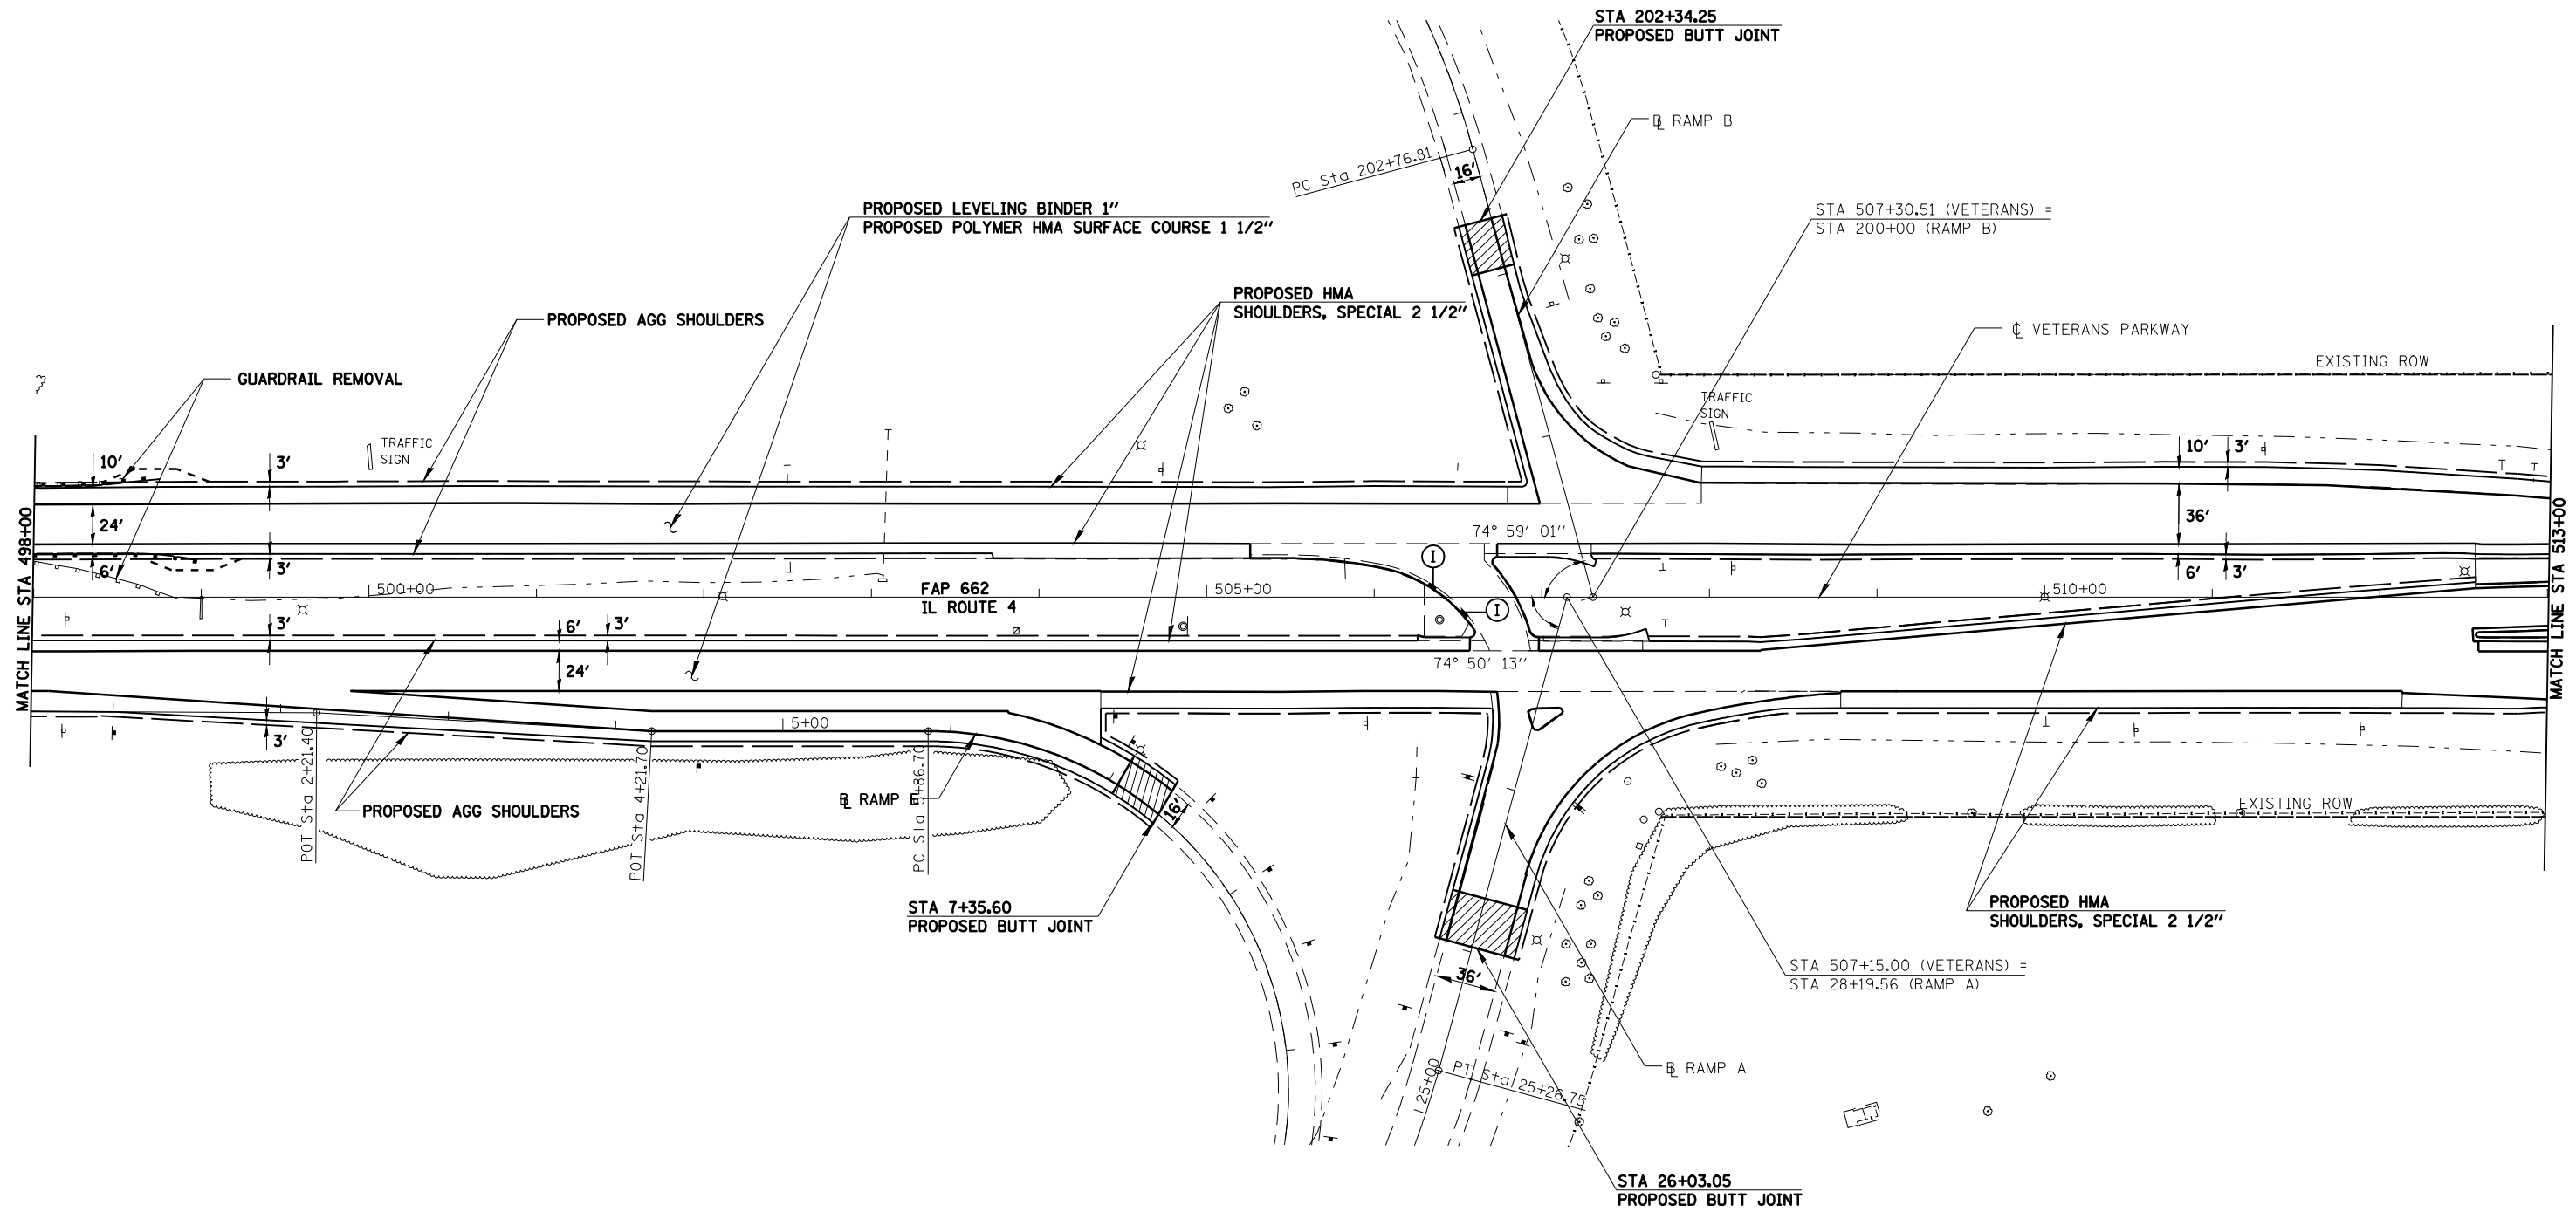 STA 202+34.25
PROPOSED BUTT JOINT
℄ RAMP B
PC Sta 202+76.81
16'
PROPOSED LEVELING BINDER 1"
PROPOSED POLYMER HMA SURFACE COURSE 1 1/2"
STA 507+30.51 (VETERANS) =
STA 200+00 (RAMP B)
PROPOSED HMA
SHOULDERS, SPECIAL 2 1/2"
PROPOSED AGG SHOULDERS
℄ VETERANS PARKWAY
EXISTING ROW
GUARDRAIL REMOVAL
TRAFFIC
SIGN
TRAFFIC
SIGN
10'
3'
10'
3'
MATCH LINE STA 498+00
24'
36'
74° 59' 01"
6'
3'
I
6'
3'
MATCH LINE STA 513+00
500+00
FAP 662
IL ROUTE 4
505+00
I
510+00
3'
6'
3'
24'
74° 50' 13"
3'
5+00
POT Sta 2+21.40
POT Sta 4+21.70
PC Sta 5+86.70
PROPOSED AGG SHOULDERS
℄ RAMP E
16'
EXISTING ROW
STA 7+35.60
PROPOSED BUTT JOINT
PROPOSED HMA
SHOULDERS, SPECIAL 2 1/2"
36'
STA 507+15.00 (VETERANS) =
STA 28+19.56 (RAMP A)
25+00
PT Sta 25+26.75
℄ RAMP A
STA 26+03.05
PROPOSED BUTT JOINT